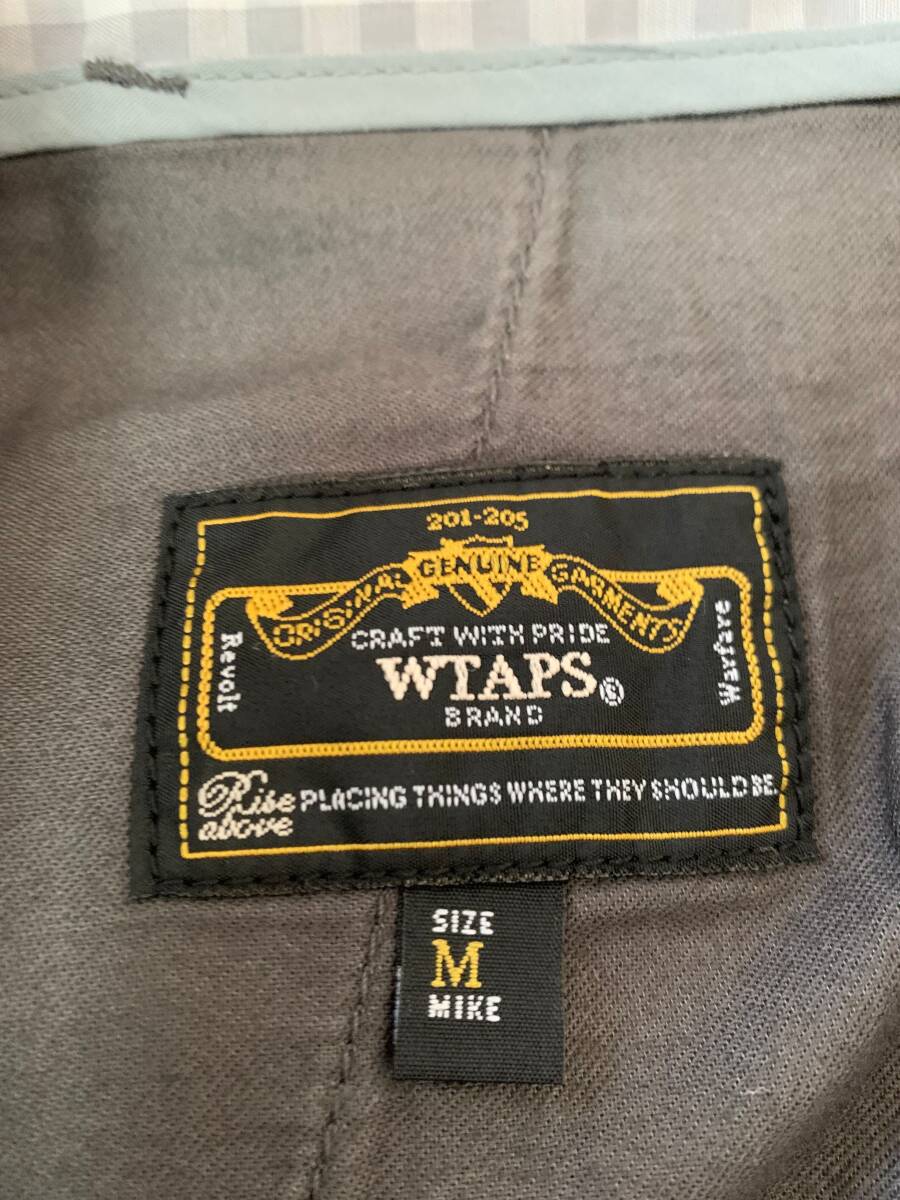 201-205
ORIGINAL GENUINE GARMENTS
CRAFT WITH PRIDE
WTAPS®
BRAND
Revolt
Warfare
Rise above
PLACING THINGS WHERE THEY SHOULD BE.
SIZE
M
MIKE